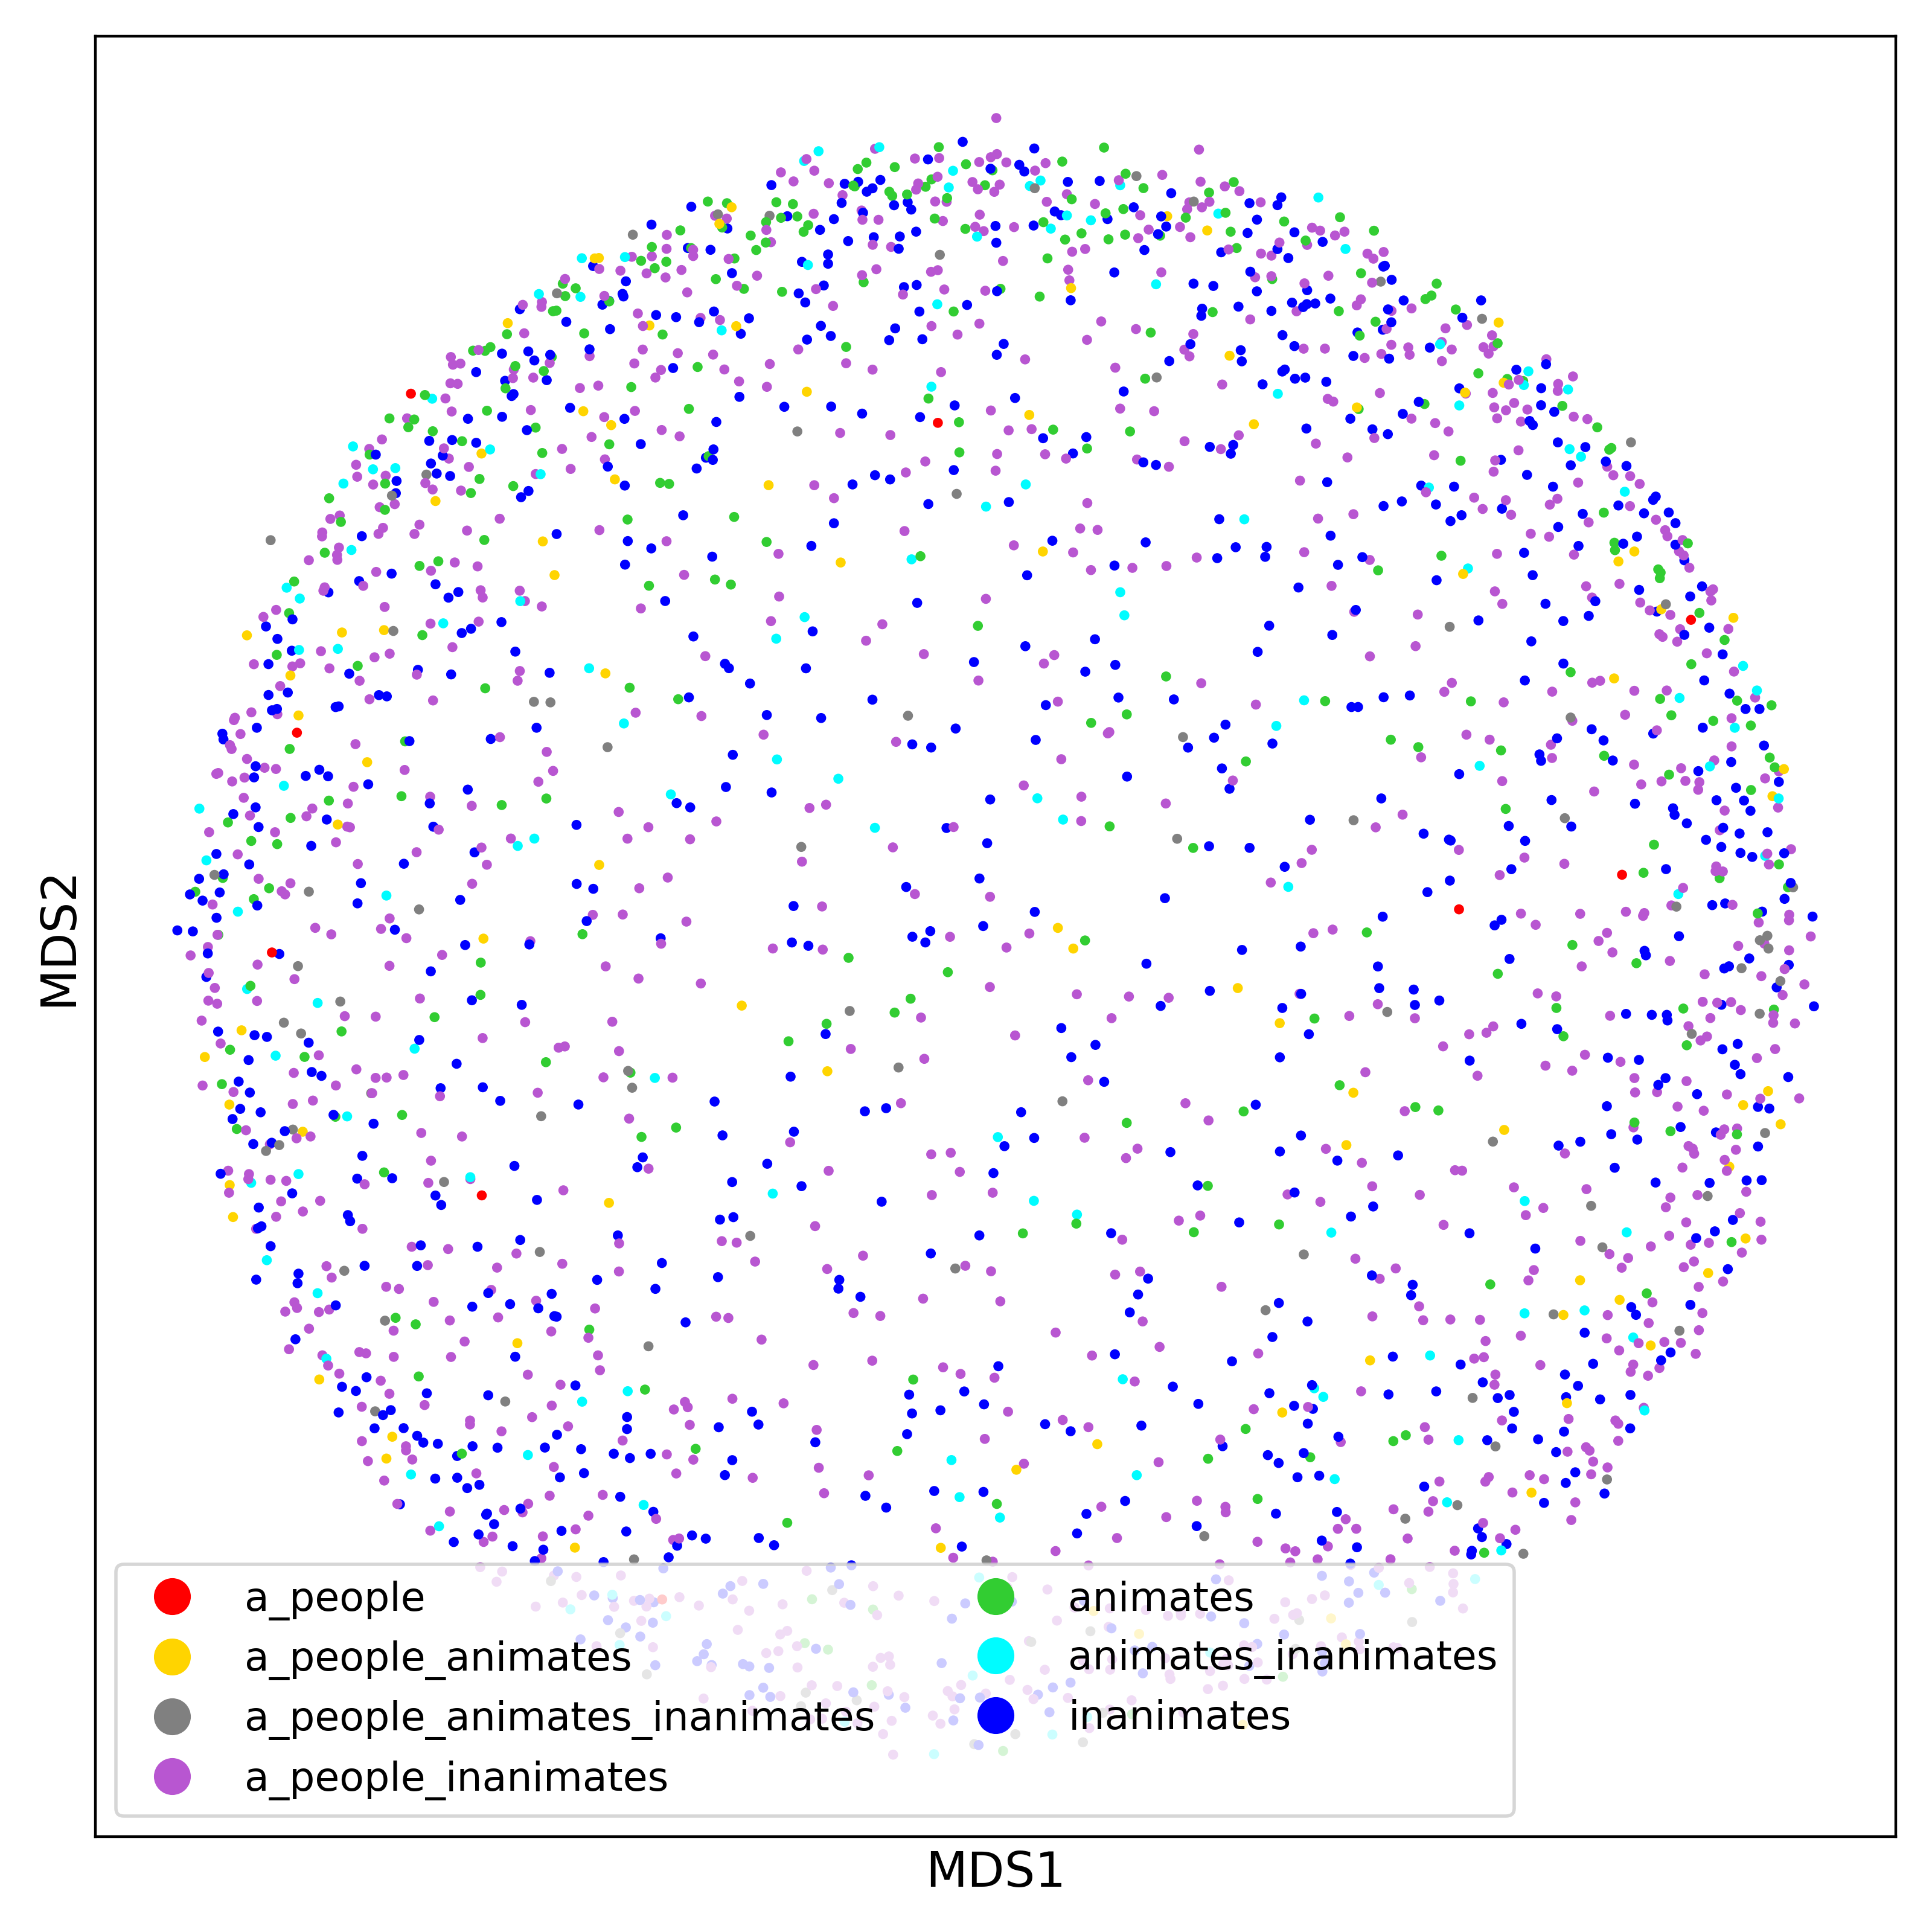 MDS2
a_people
a_people_animates
a_people_animates_inanimates
a_people_inanimates
animates
animates_inanimates
inanimates
MDS1